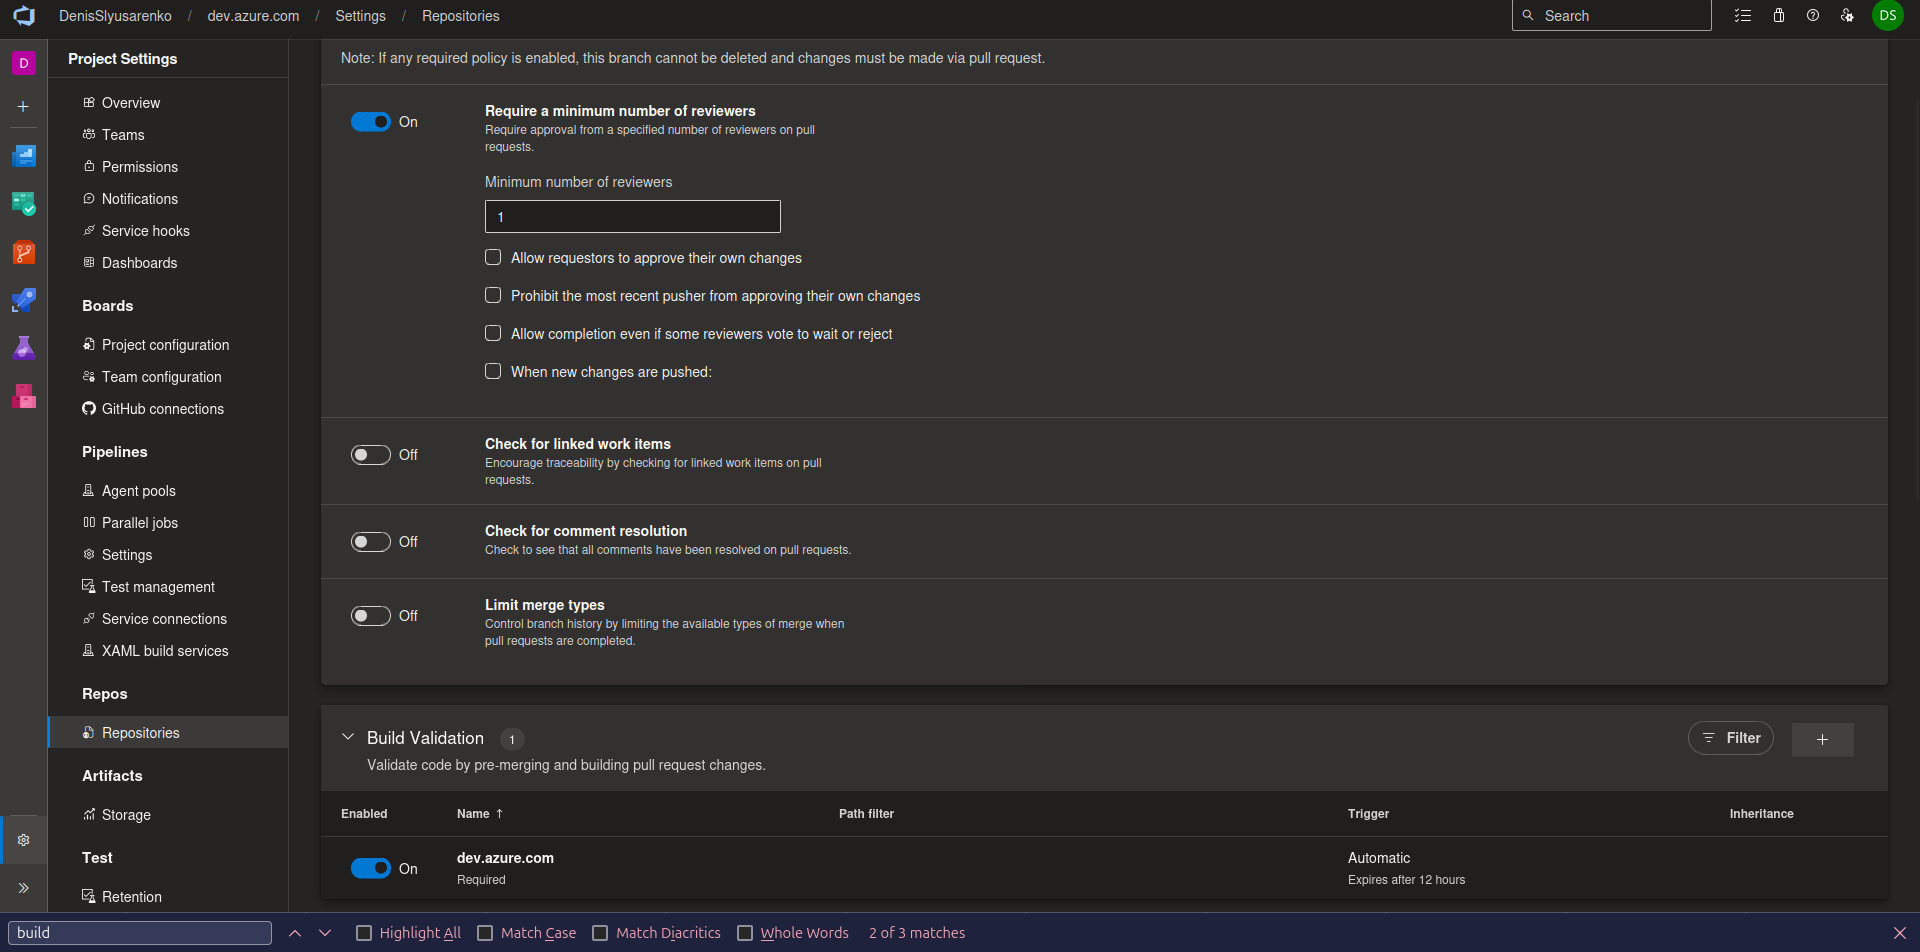 DenisSlyusarenko / dev.azure.com / Settings / Repositories
Search
DS
D
Project Settings
Overview
Teams
Permissions
Notifications
Service hooks
Dashboards
Boards
Project configuration
Team configuration
GitHub connections
Pipelines
Agent pools
Parallel jobs
Settings
Test management
Service connections
XAML build services
Repos
Repositories
Artifacts
Storage
Test
Retention
Note: If any required policy is enabled, this branch cannot be deleted and changes must be made via pull request.
On
Require a minimum number of reviewers
Require approval from a specified number of reviewers on pull
requests.
Minimum number of reviewers
1
Allow requestors to approve their own changes
Prohibit the most recent pusher from approving their own changes
Allow completion even if some reviewers vote to wait or reject
When new changes are pushed:
Off
Check for linked work items
Encourage traceability by checking for linked work items on pull
requests.
Off
Check for comment resolution
Check to see that all comments have been resolved on pull requests.
Off
Limit merge types
Control branch history by limiting the available types of merge when
pull requests are completed.
Build Validation 1
Filter
Validate code by pre-merging and building pull request changes.
Enabled Name ↑ Path filter Trigger Inheritance
On dev.azure.com Automatic
Required Expires after 12 hours
build Highlight All Match Case Match Diacritics Whole Words 2 of 3 matches